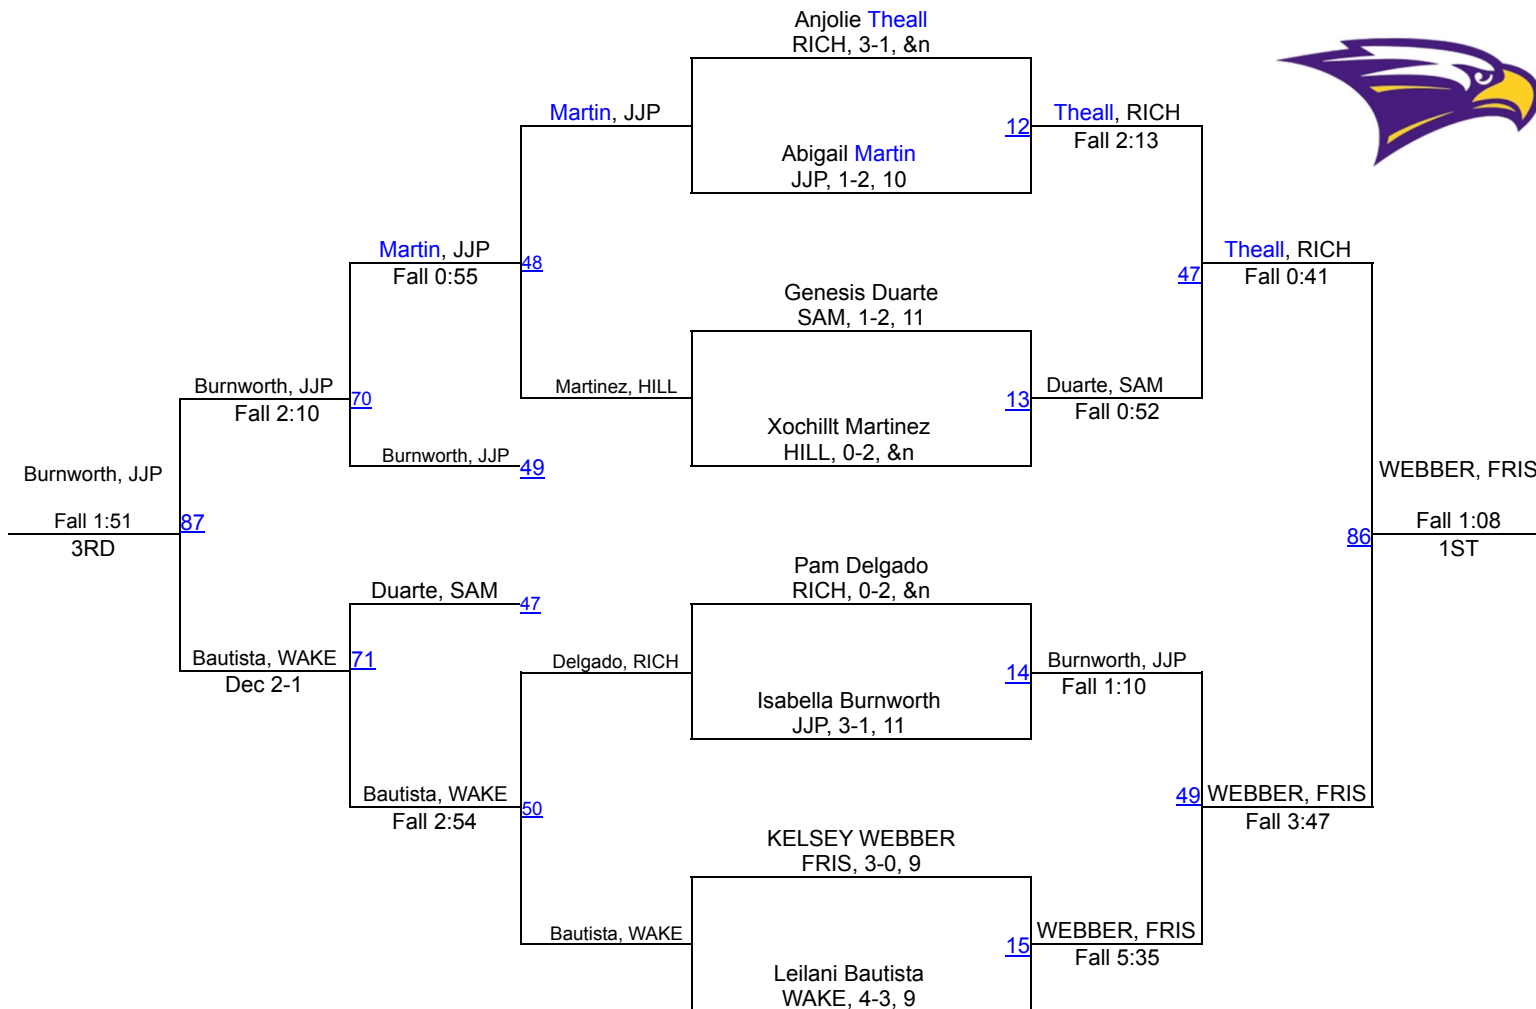 Anjolie Theall
RICH, 3-1, &n
Martin, JJP
12
Theall, RICH
Fall 2:13
Abigail Martin
JJP, 1-2, 10
Martin, JJP
Fall 0:55
48
Theall, RICH
Fall 0:41
47
Genesis Duarte
SAM, 1-2, 11
Burnworth, JJP
Fall 2:10
70
Martinez, HILL
13
Duarte, SAM
Fall 0:52
Xochillt Martinez
HILL, 0-2, &n
Burnworth, JJP
49
Burnworth, JJP
Fall 1:51
3RD
87
WEBBER, FRIS
Fall 1:08
1ST
86
Pam Delgado
RICH, 0-2, &n
Duarte, SAM
47
Bautista, WAKE
Dec 2-1
71
Delgado, RICH
14
Burnworth, JJP
Fall 1:10
Isabella Burnworth
JJP, 3-1, 11
Bautista, WAKE
Fall 2:54
50
49
WEBBER, FRIS
Fall 3:47
KELSEY WEBBER
FRIS, 3-0, 9
Bautista, WAKE
15
WEBBER, FRIS
Fall 5:35
Leilani Bautista
WAKE, 4-3, 9